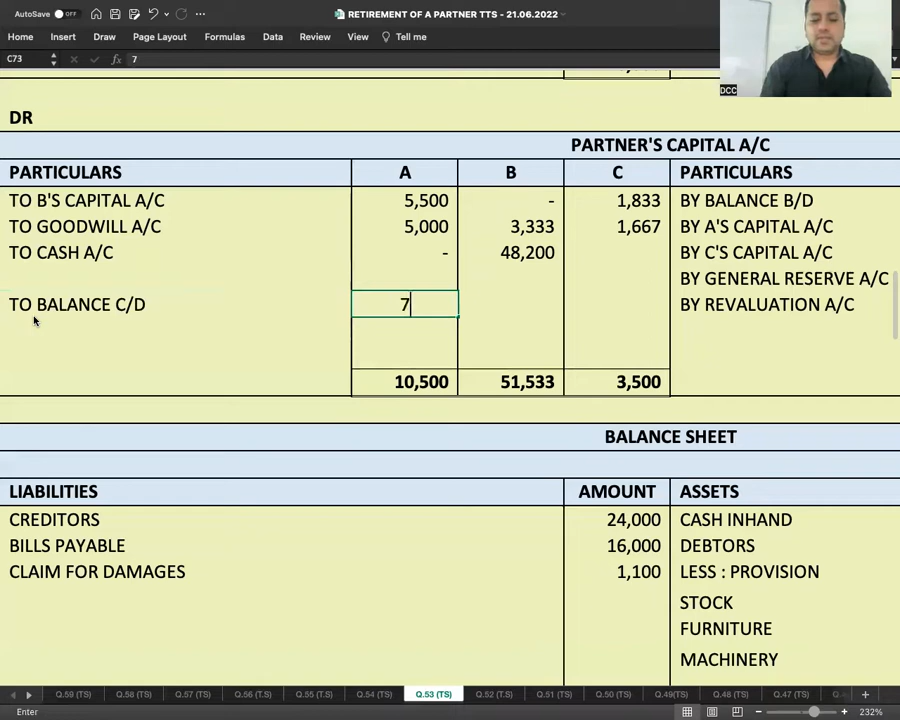 AutoSave OFF ... RETIREMENT OF A PARTNER TTS - 21.06.2022
Home Insert Draw Page Layout Formulas Data Review View Tell me
C73 fx 7
DCC
DR
PARTNER'S CAPITAL A/C
PARTICULARS A B C PARTICULARS
TO B'S CAPITAL A/C 5,500 - 1,833 BY BALANCE B/D
TO GOODWILL A/C 5,000 3,333 1,667 BY A'S CAPITAL A/C
TO CASH A/C - 48,200 BY C'S CAPITAL A/C
BY GENERAL RESERVE A/C
TO BALANCE C/D 7 BY REVALUATION A/C
10,500 51,533 3,500
BALANCE SHEET
LIABILITIES AMOUNT ASSETS
CREDITORS 24,000 CASH INHAND
BILLS PAYABLE 16,000 DEBTORS
CLAIM FOR DAMAGES 1,100 LESS : PROVISION
STOCK
FURNITURE
MACHINERY
Q.59 (TS) Q.58 (TS) Q.57 (TS) Q.56 (T.S) Q.55 (T.S) Q.54 (TS) Q.53 (TS) Q.52 (T.S) Q.51 (TS) Q.50 (TS) Q.49(TS) Q.48 (TS) Q.47 (TS)
Enter 232%